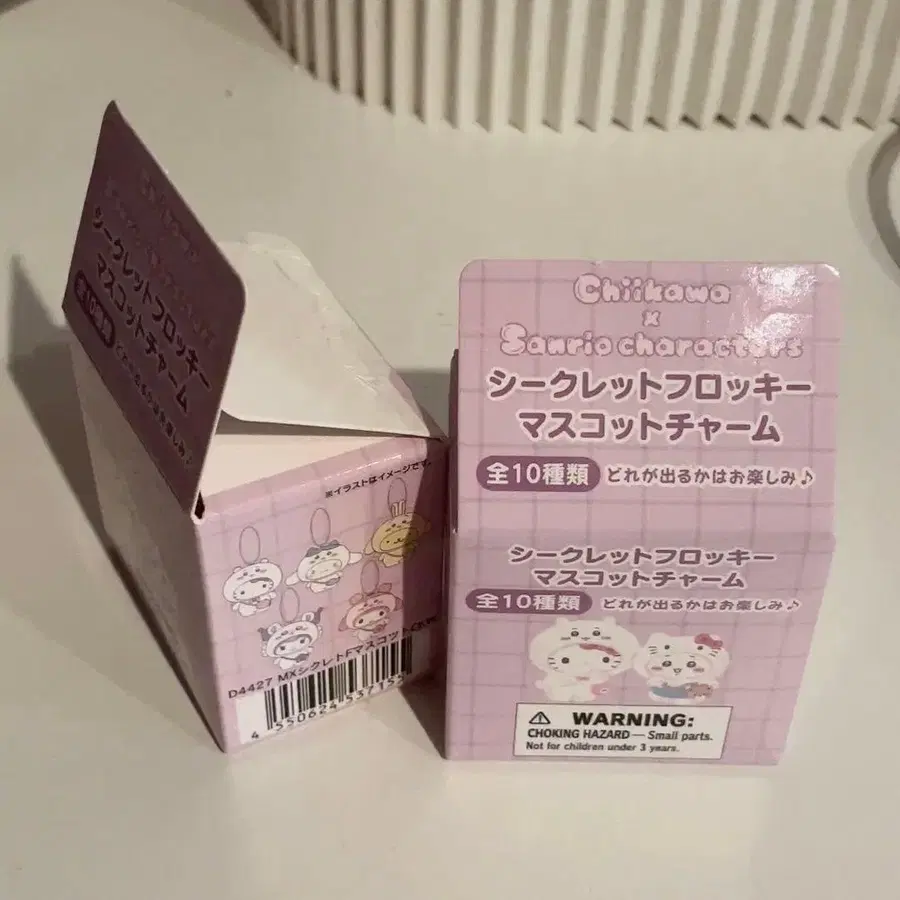 シークレットフロッキー
マスコットチャーム
※イラストはイメージです。
D4427 MXシクレトFマスコット
4 550624 537152
Chiikawa
x
Sanrio characters
シークレットフロッキー
マスコットチャーム
全10種類 どれが出るかはお楽しみ♪
シークレットフロッキー
マスコットチャーム
全10種類 どれが出るかはお楽しみ♪
WARNING:
CHOKING HAZARD — Small parts.
Not for children under 3 years.